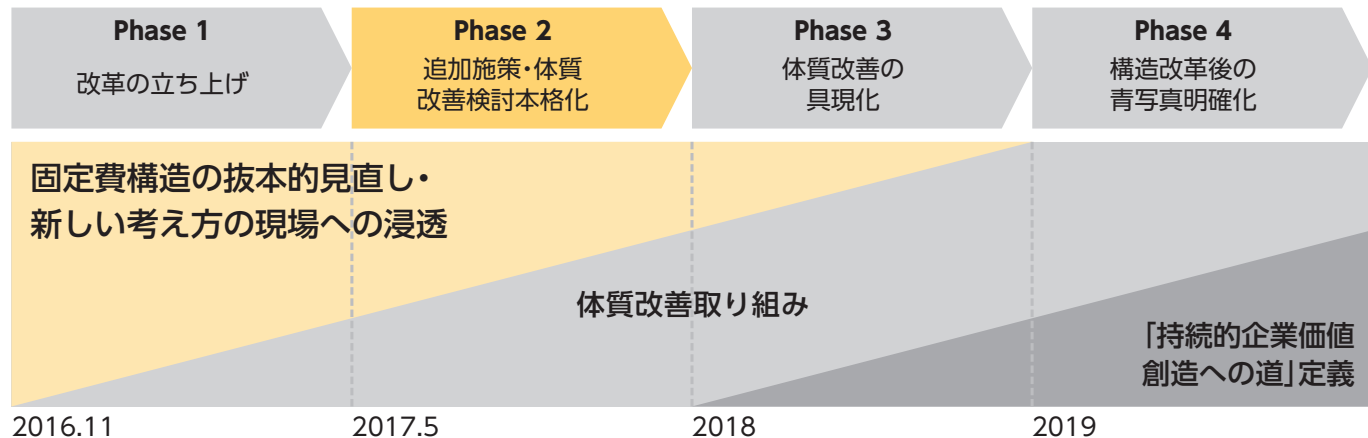 Phase 1
改革の立ち上げ
Phase 2
追加施策・体質
改善検討本格化
Phase 3
体質改善の
具現化
Phase 4
構造改革後の
青写真明確化
固定費構造の抜本的見直し・
新しい考え方の現場への浸透
体質改善取り組み
「持続的企業価値
創造への道」定義
2016.11
2017.5
2018
2019